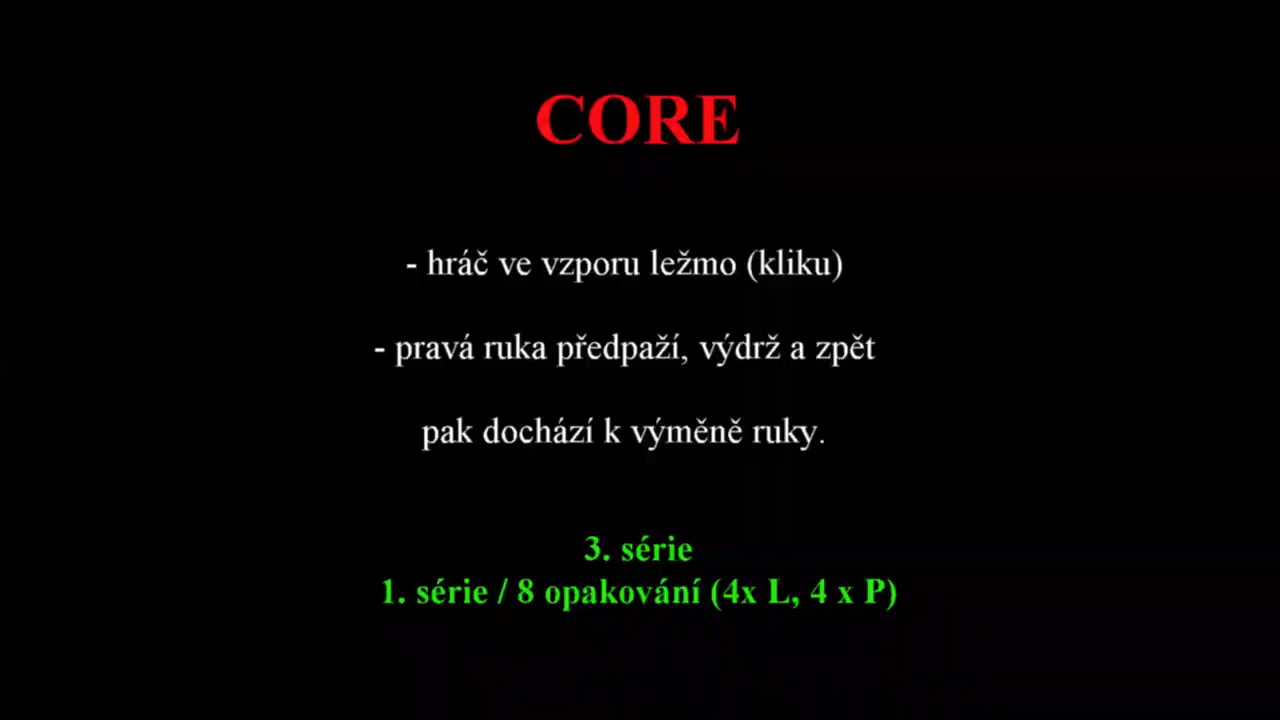 CORE
- hráč ve vzporu ležmo (kliku)
- pravá ruka předpaží, výdrž a zpět
pak dochází k výměně ruky.
3. série
1. série / 8 opakování (4x L, 4 x P)